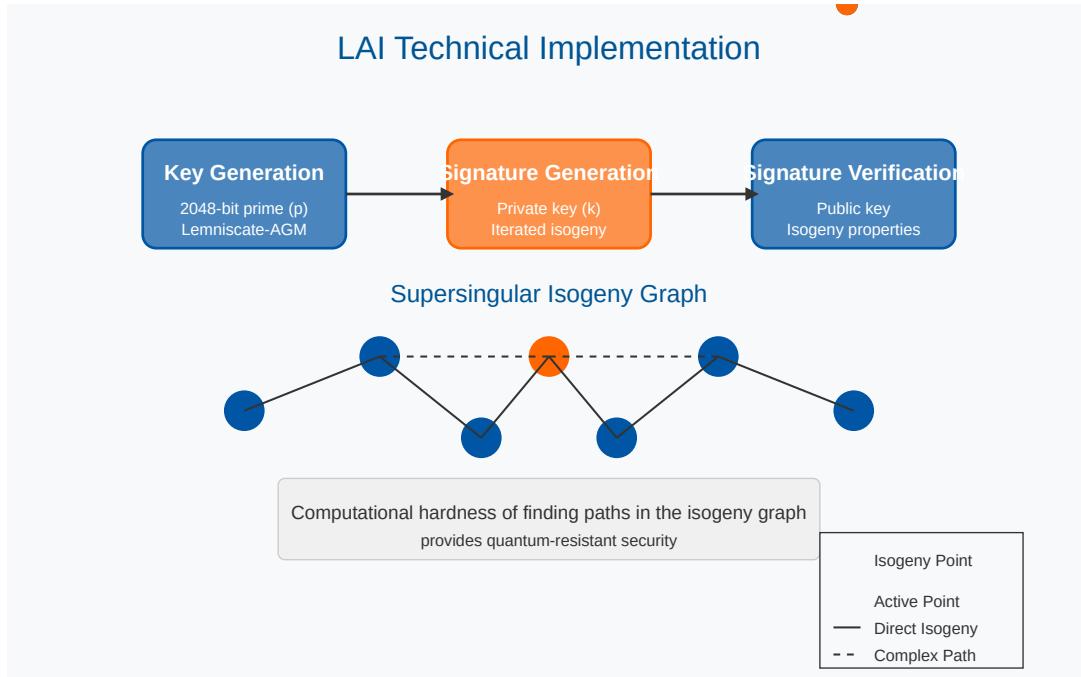 LAI Technical Implementation
Key Generation
2048-bit prime (p)
Lemniscate-AGM
Signature Generation
Private key (k)
Iterated isogeny
Signature Verification
Public key
Isogeny properties
Supersingular Isogeny Graph
Computational hardness of finding paths in the isogeny graph
provides quantum-resistant security
Isogeny Point
Active Point
Direct Isogeny
Complex Path